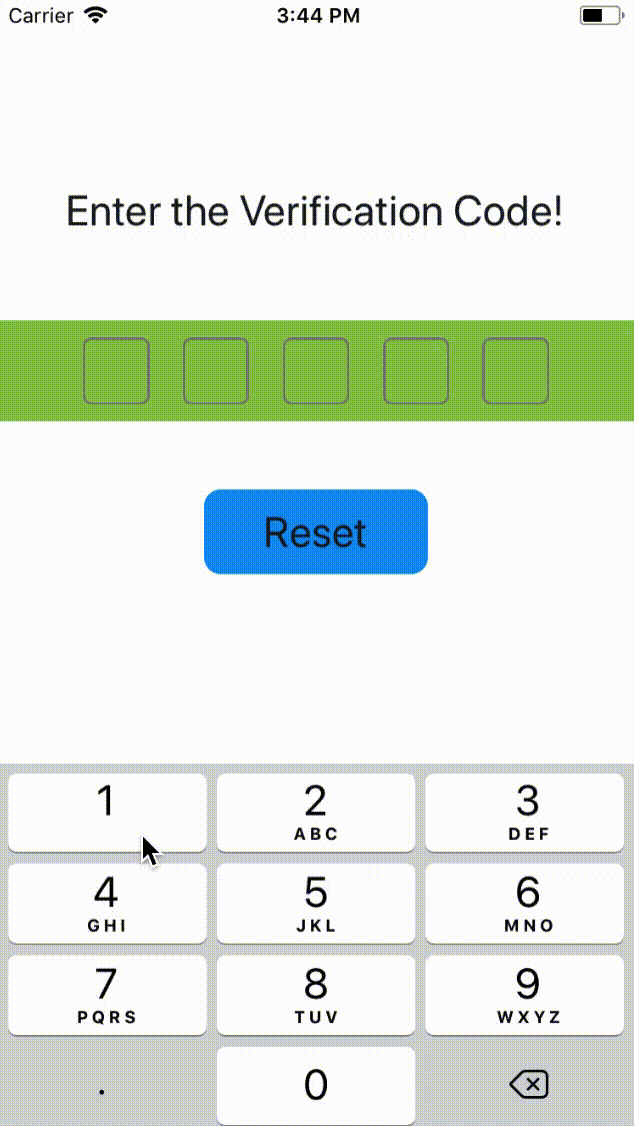 Carrier 3:44 PM
Enter the Verification Code!
Reset
1 2 3
ABC DEF
4 5 6
GHI JKL MNO
7 8 9
PQRS TUV WXYZ
. 0